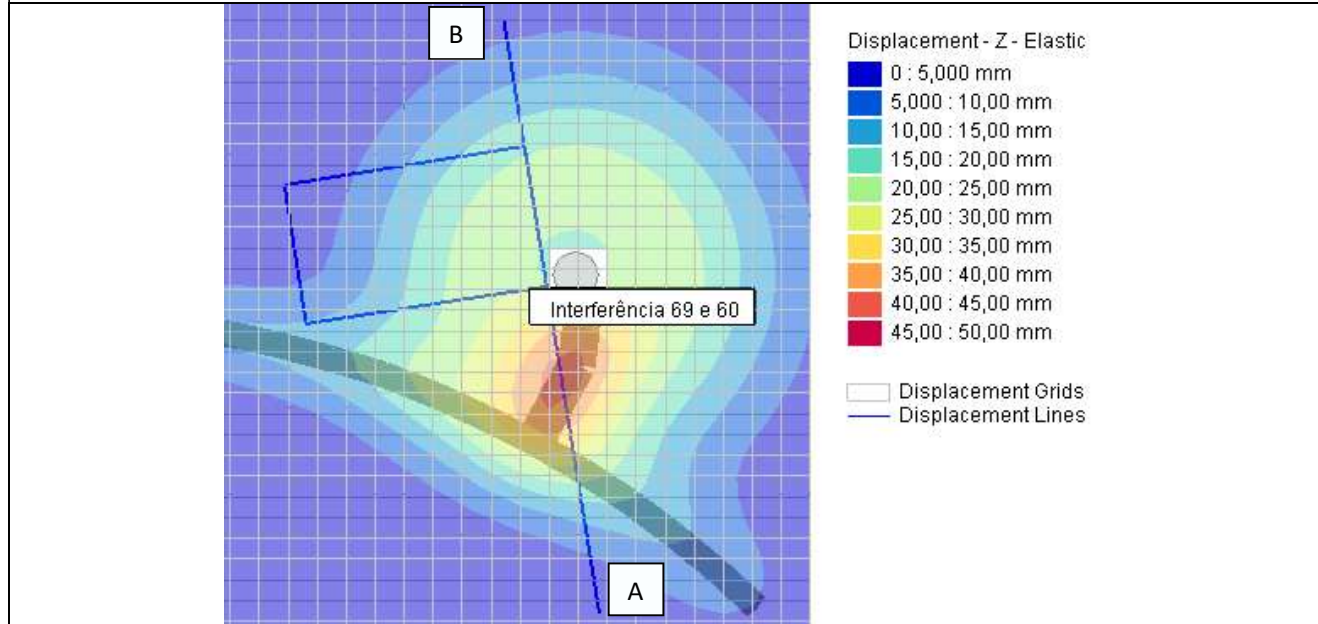 B
Interferência 69 e 60
A
Displacement - Z - Elastic
0 : 5,000 mm
5,000 : 10,00 mm
10,00 : 15,00 mm
15,00 : 20,00 mm
20,00 : 25,00 mm
25,00 : 30,00 mm
30,00 : 35,00 mm
35,00 : 40,00 mm
40,00 : 45,00 mm
45,00 : 50,00 mm
Displacement Grids
Displacement Lines